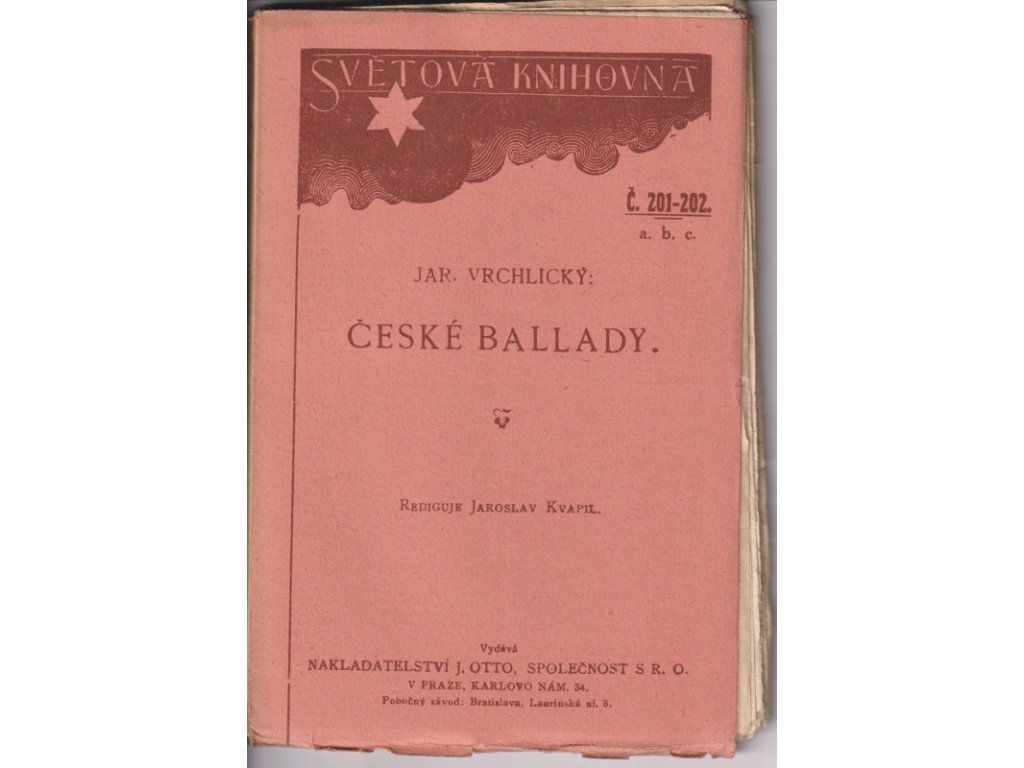 SVĚTOVÁ KNIHOVNA
Č. 201-202.
a. b. c.
JAR. VRCHLICKÝ:
ČESKÉ BALLADY.
REDIGUJE JAROSLAV KVAPIL.
Vydává
NAKLADATELSTVÍ J. OTTO, SPOLEČNOST S R. O.
V PRAZE, KARLOVO NÁM. 34.
Pobočný závod: Bratislava, Laurinská ul. 8.